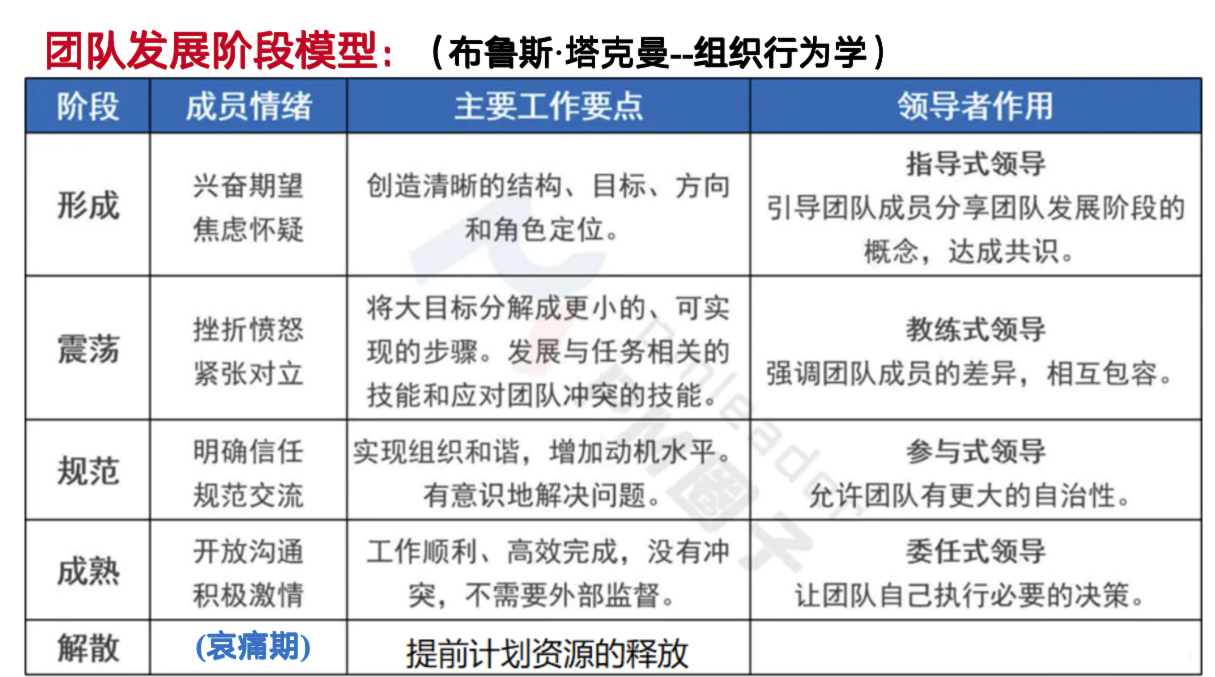 团队发展阶段模型：（布鲁斯·塔克曼--组织行为学）
阶段 成员情绪 主要工作要点 领导者作用
形成
兴奋期望
焦虑怀疑
创造清晰的结构、目标、方向
和角色定位。
指导式领导
引导团队成员分享团队发展阶段的
概念，达成共识。
震荡
挫折愤怒
紧张对立
将大目标分解成更小的、可实
现的步骤。发展与任务相关的
技能和应对团队冲突的技能。
教练式领导
强调团队成员的差异，相互包容。
规范
明确信任
规范交流
实现组织和谐，增加动机水平。
有意识地解决问题。
参与式领导
允许团队有更大的自治性。
成熟
开放沟通
积极激情
工作顺利、高效完成，没有冲
突，不需要外部监督。
委任式领导
让团队自己执行必要的决策。
解散
(哀痛期)
提前计划资源的释放
pmleader
PM圈子